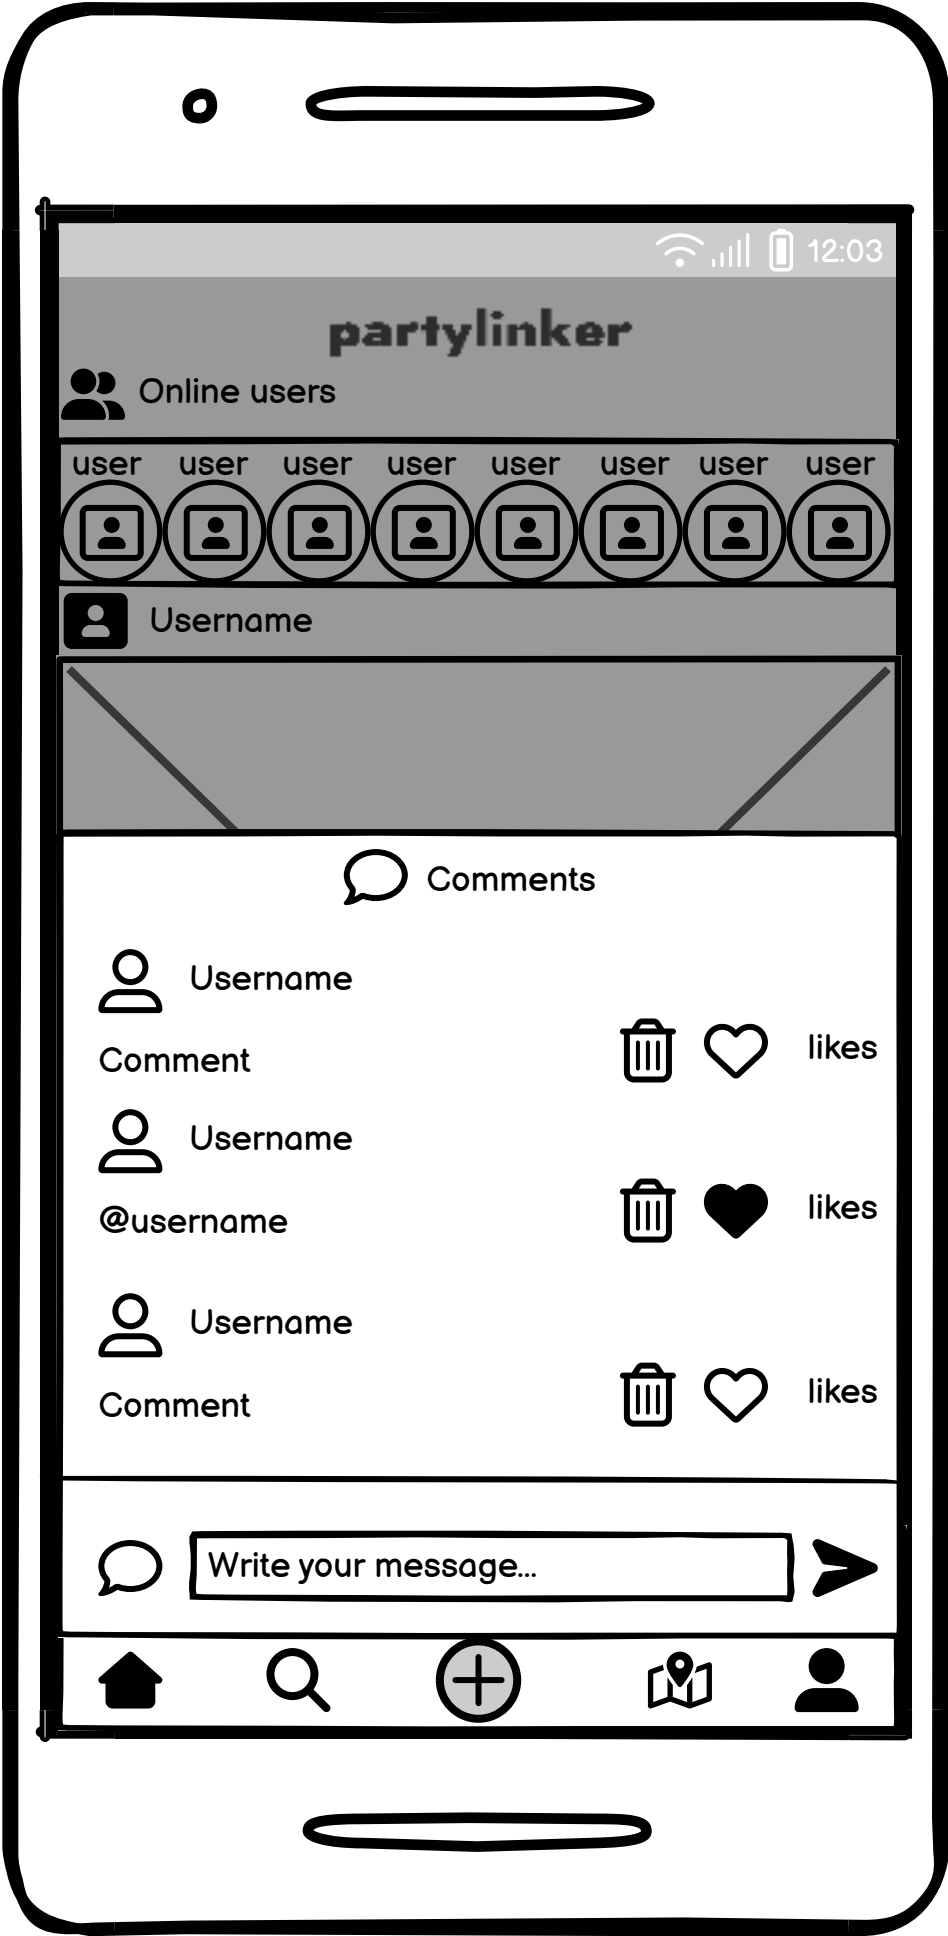 12:03
partylinker
Online users
user user user user user user user user
Username
Comments
Username
Comment likes
Username
@username likes
Username
Comment likes
Write your message...